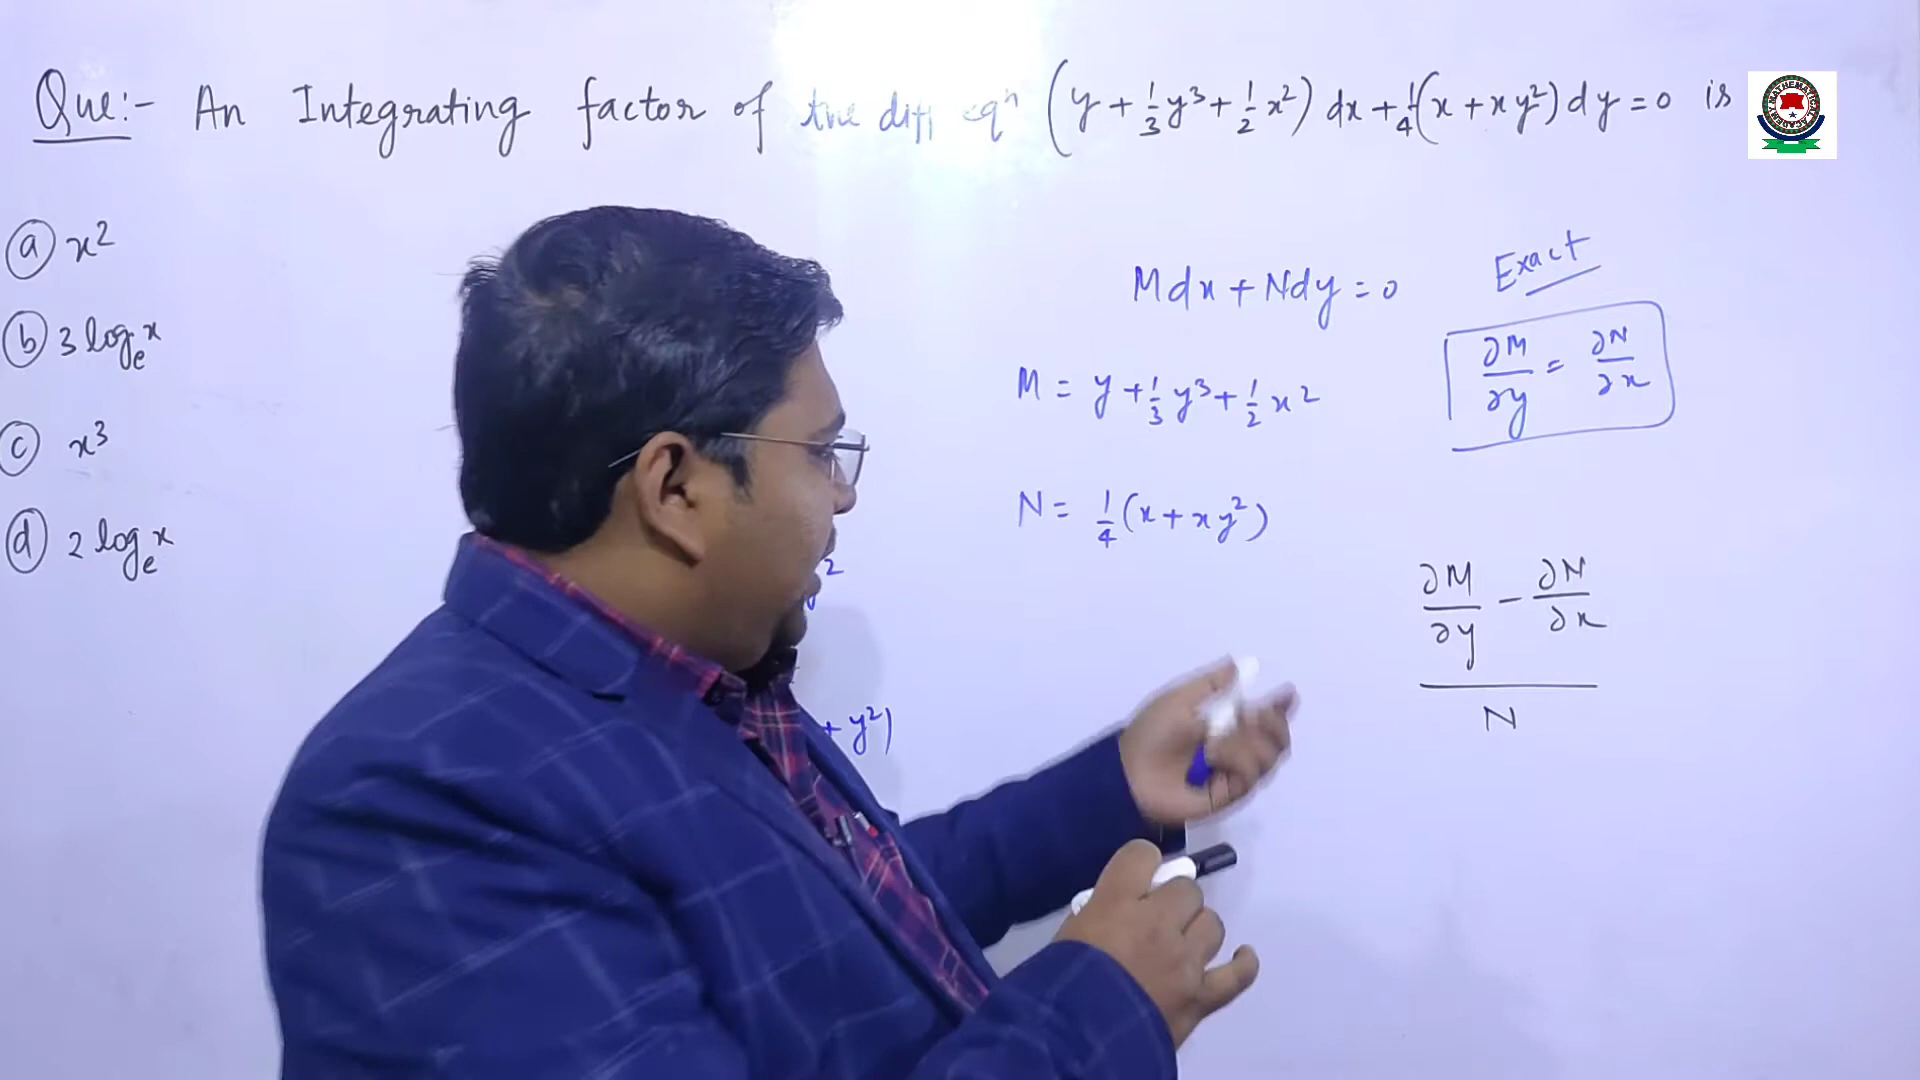 Que:- An Integrating factor of the diff eqⁿ (y + 1/3 y³ + 1/2 x²) dx + 1/4 (x + xy²) dy = 0 is
(a) x²
(b) 3 logₑx
(c) x³
(d) 2 logₑx
Mdx + Ndy = 0
Exact
∂M/∂y = ∂N/∂x
M = y + 1/3 y³ + 1/2 x²
N = 1/4 (x + xy²)
+ y²)
(∂M/∂y - ∂N/∂x)/N